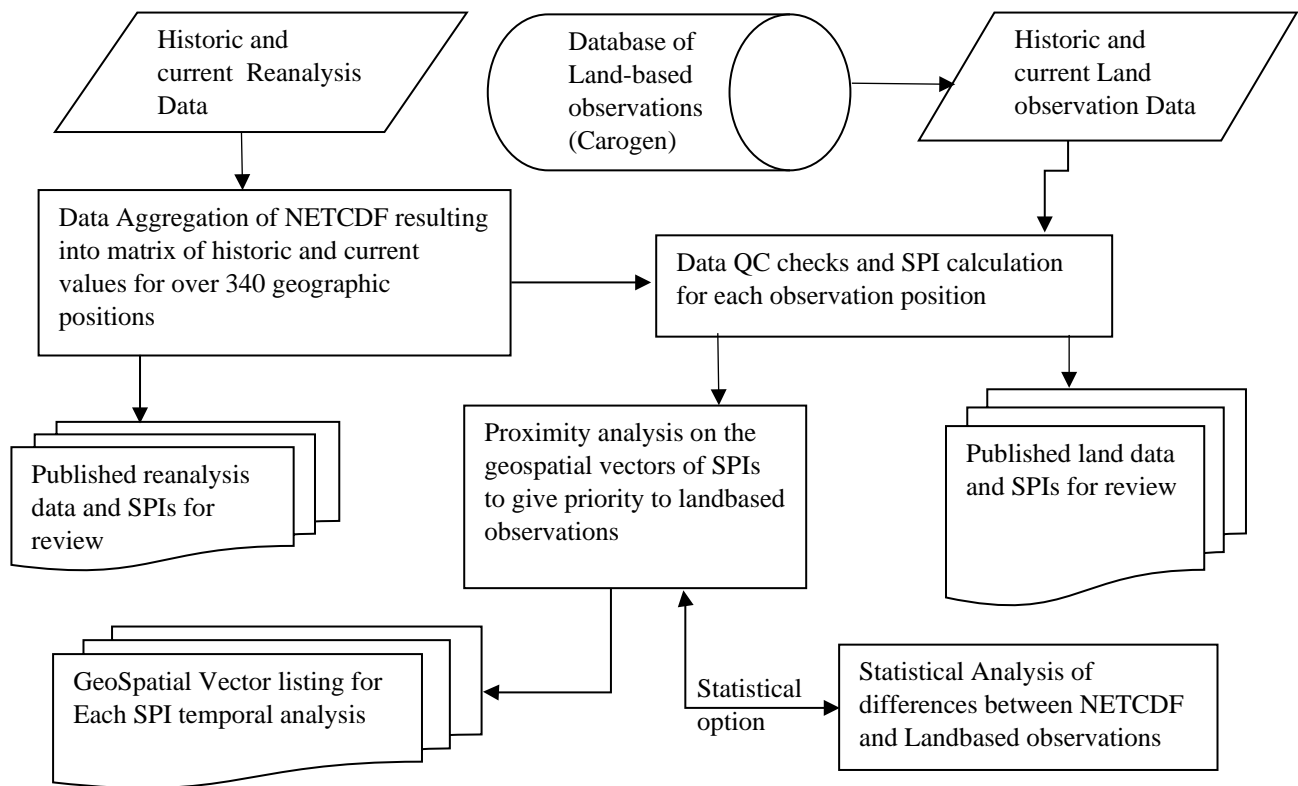 Historic and
current Reanalysis
Data
Database of
Land-based
observations
(Carogen)
Historic and
current Land
observation Data
Data Aggregation of NETCDF resulting
into matrix of historic and current
values for over 340 geographic
positions
Data QC checks and SPI calculation
for each observation position
Published reanalysis
data and SPIs for
review
Proximity analysis on the
geospatial vectors of SPIs
to give priority to landbased
observations
Published land data
and SPIs for review
GeoSpatial Vector listing for
Each SPI temporal analysis
Statistical
option
Statistical Analysis of
differences between NETCDF
and Landbased observations